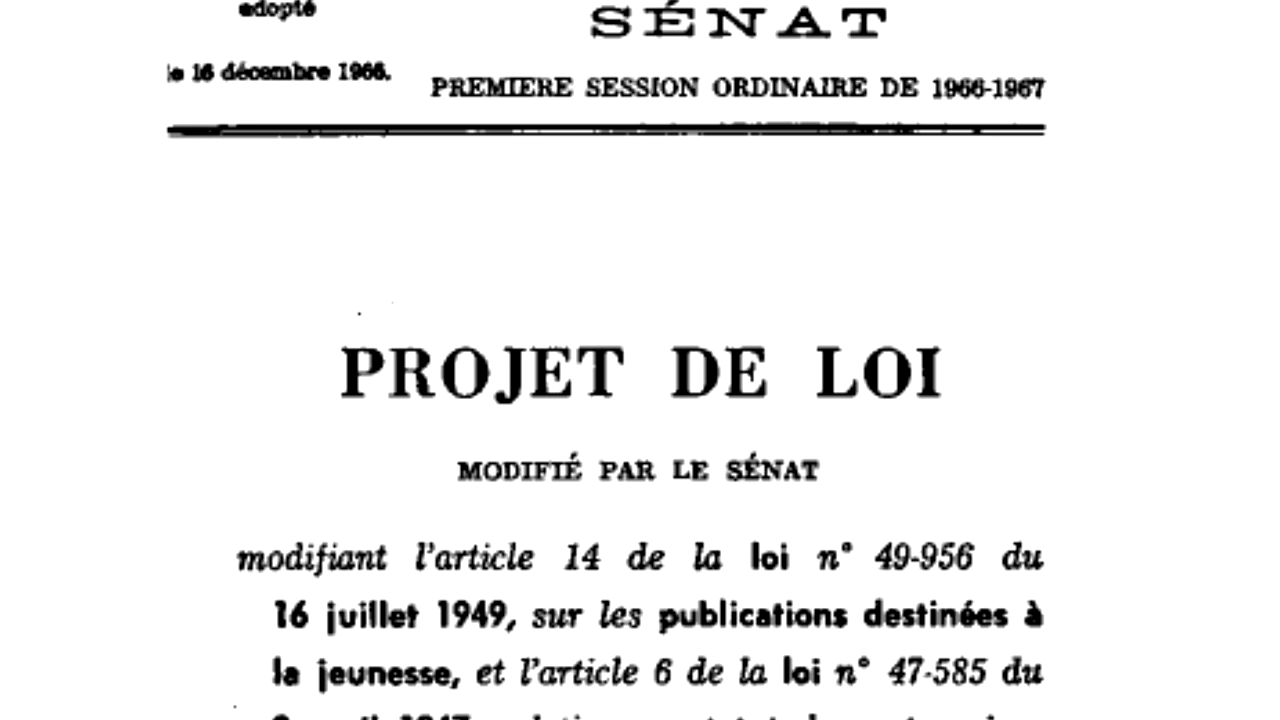 adopté
SÉNAT
le 16 décembre 1966.
PREMIERE SESSION ORDINAIRE DE 1966-1967
PROJET DE LOI
MODIFIÉ PAR LE SÉNAT
modifiant l'article 14 de la loi n° 49-956 du
16 juillet 1949, sur les publications destinées à
la jeunesse, et l'article 6 de la loi n° 47-585 du